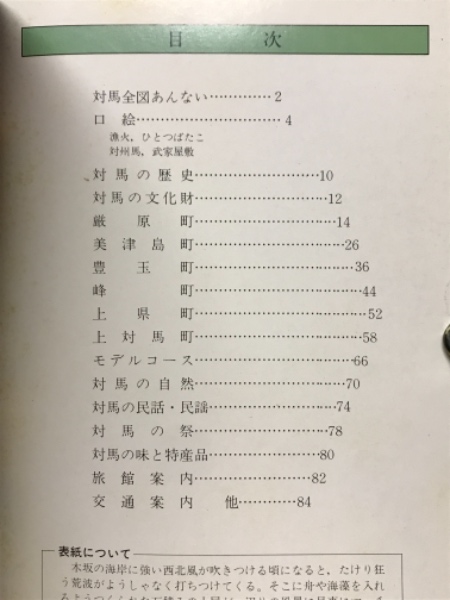 目次
対馬全図あんない…………2
口絵…………………………4
漁火，ひとつばたこ
対州馬，武家屋敷
対馬の歴史……………………10
対馬の文化財…………………12
厳原町…………………………14
美津島町………………………26
豊玉町…………………………36
峰町……………………………44
上県町…………………………52
上対馬町………………………58
モデルコース…………………66
対馬の自然……………………70
対馬の民話・民謡……………74
対馬の祭………………………78
対馬の味と特産品……………80
旅館案内………………………82
交通案内 他…………………84
表紙について
木坂の海岸に強い西北風が吹きつける頃になると、たけり狂
う荒波がようしゃなく打ちつけてくる。そこに舟や海藻を入れ